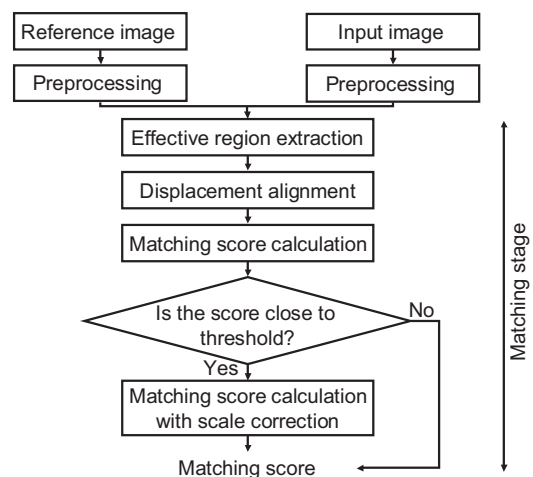 Reference image
Input image
Preprocessing
Preprocessing
Effective region extraction
Displacement alignment
Matching score calculation
Is the score close to
threshold?
No
Yes
Matching score calculation
with scale correction
Matching score
Matching stage